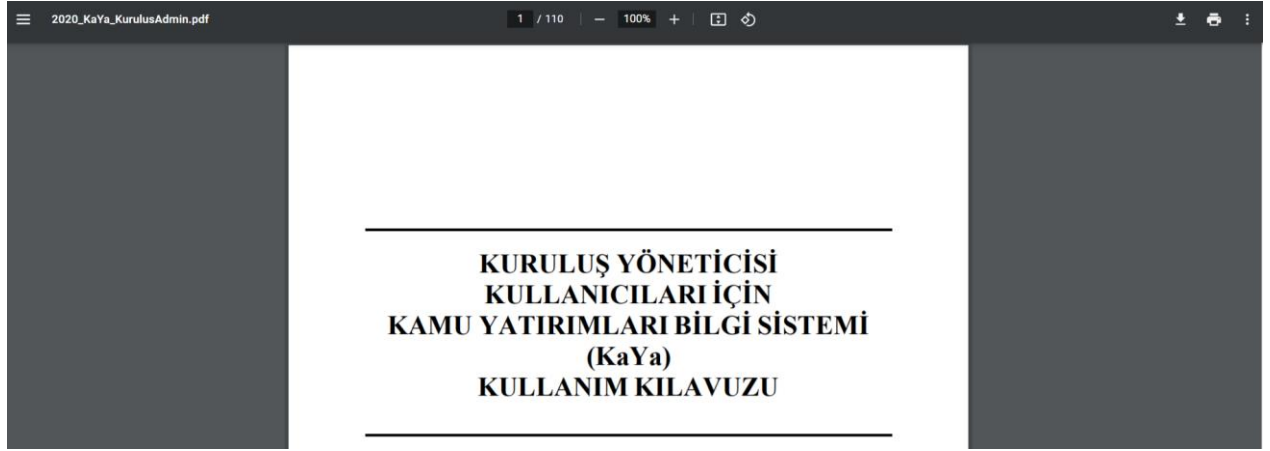 2020_KaYa_KurulusAdmin.pdf 1 / 110 100%
KURULUŞ YÖNETİCİSİ
KULLANICILARI İÇİN
KAMU YATIRIMLARI BİLGİ SİSTEMİ
(KaYa)
KULLANIM KILAVUZU